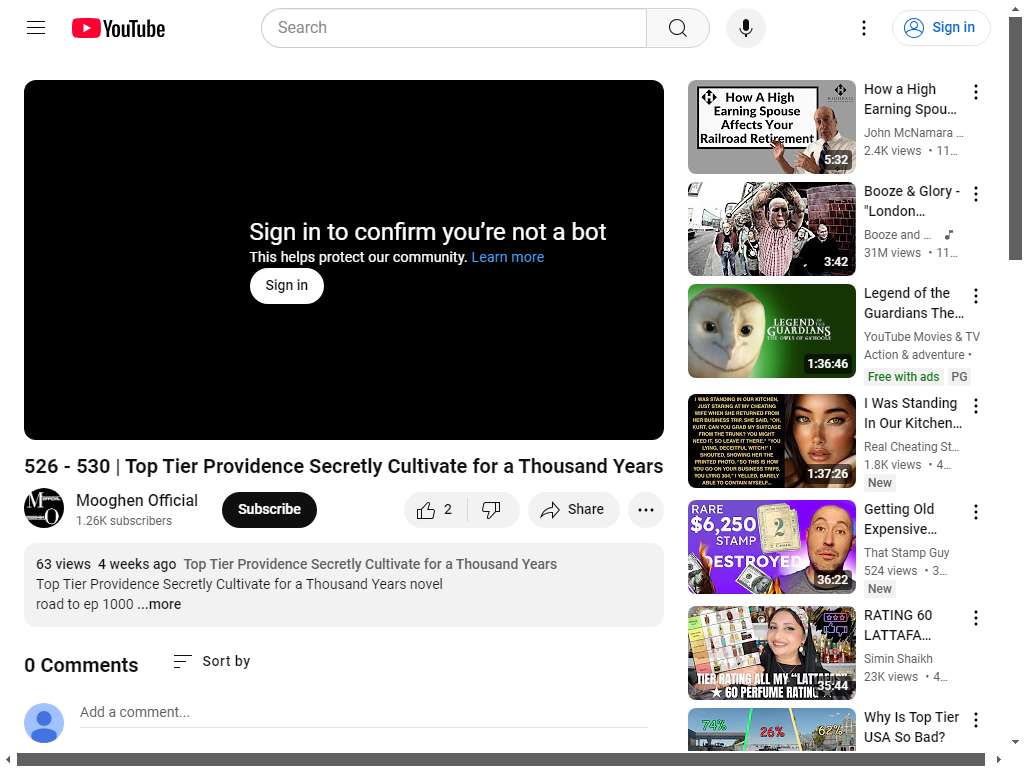 YouTube
Search
Sign in
Sign in to confirm you're not a bot
This helps protect our community. Learn more
Sign in
526 - 530 | Top Tier Providence Secretly Cultivate for a Thousand Years
Mooghen Official
1.26K subscribers
Subscribe
2
Share
63 views 4 weeks ago Top Tier Providence Secretly Cultivate for a Thousand Years
Top Tier Providence Secretly Cultivate for a Thousand Years novel
road to ep 1000 ...more
0 Comments
Sort by
Add a comment...
How A High
Earning Spouse
Affects Your
Railroad Retirement
5:32
How a High
Earning Spou...
John McNamara ...
2.4K views • 11...
3:42
Booze & Glory -
"London...
Booze and ...
31M views • 11...
LEGEND OF THE
GUARDIANS
THE OWLS OF GA'HOOLE
1:36:46
Legend of the
Guardians The...
YouTube Movies & TV
Action & adventure •
Free with ads PG
I WAS STANDING IN OUR KITCHEN,
JUST STARING AT MY CHEATING
WIFE WHEN SHE RETURNED FROM
HER BUSINESS TRIP. SHE SAID, "OH,
KURT, CAN YOU GRAB MY SUITCASE
FROM THE TRUNK? YOU MIGHT
NEED IT, SO LEAVE IT THERE." "YOU
LYING, DECEITFUL WITCH!" I
SHOUTED, SHOWING HER THE
PRINTED PHOTO. "SO THIS IS HOW
YOU GO ON YOUR BUSINESS TRIPS,
YOU LYING 304," I YELLED, BARELY
ABLE TO CONTAIN MYSELF...
1:37:26
I Was Standing
In Our Kitchen...
Real Cheating St...
1.8K views • 4...
New
RARE
$6,250
STAMP
DESTROYED
2
36:22
Getting Old
Expensive...
That Stamp Guy
524 views • 3...
New
TIER RATING ALL MY "LATTAFA"
★ 60 PERFUME RATING
35:44
RATING 60
LATTAFA...
Simin Shaikh
23K views • 4...
74%
26%
62%
Why Is Top Tier
USA So Bad?